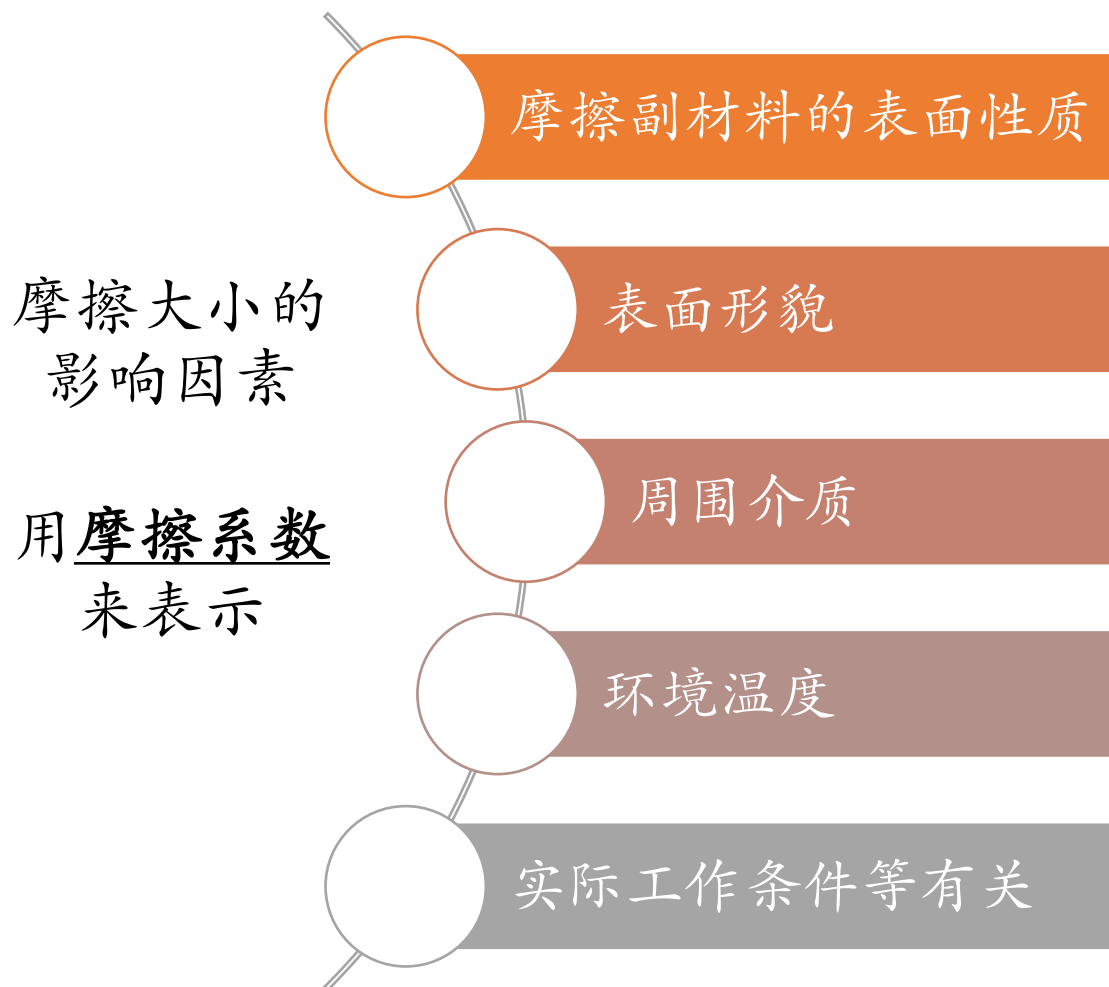 摩擦大小的
影响因素
用摩擦系数
来表示
摩擦副材料的表面性质
表面形貌
周围介质
环境温度
实际工作条件等有关